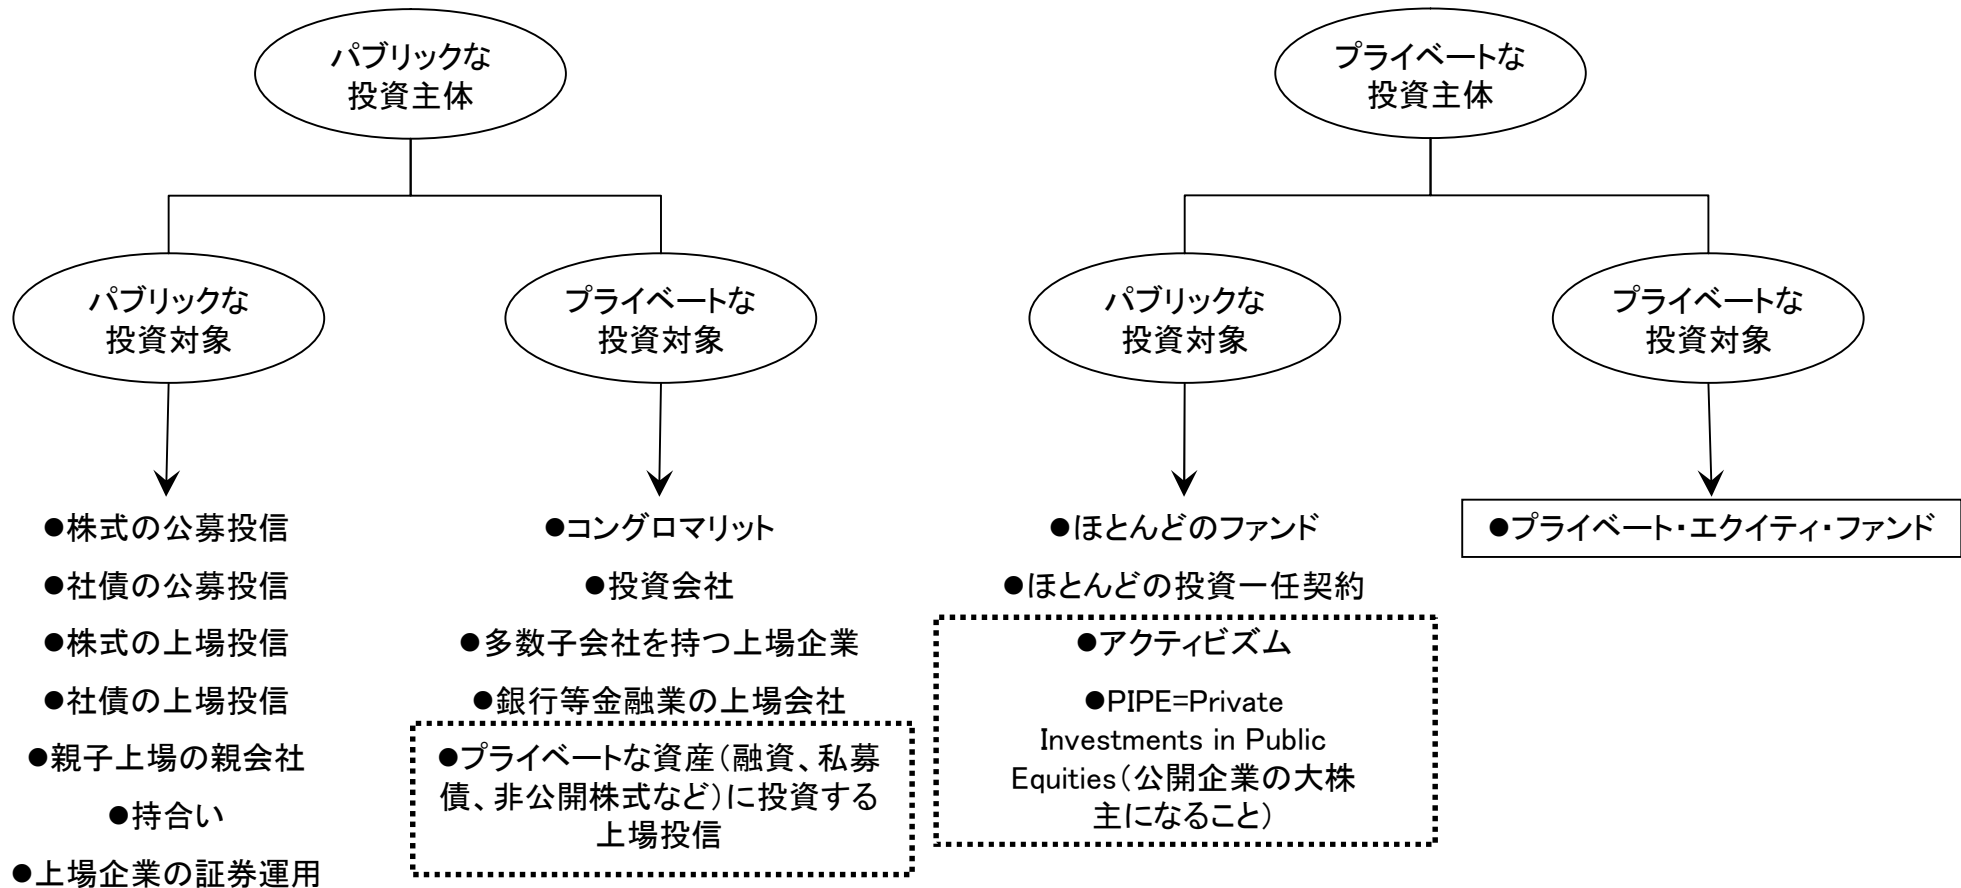 パブリックな
投資主体
プライベートな
投資主体
パブリックな
投資対象
プライベートな
投資対象
パブリックな
投資対象
プライベートな
投資対象
●株式の公募投信
●社債の公募投信
●株式の上場投信
●社債の上場投信
●親子上場の親会社
●持合い
●上場企業の証券運用
●コングロマリット
●投資会社
●多数子会社を持つ上場企業
●銀行等金融業の上場会社
●プライベートな資産(融資、私募
債、非公開株式など)に投資する
上場投信
●ほとんどのファンド
●ほとんどの投資一任契約
●アクティビズム
●PIPE=Private
Investments in Public
Equities(公開企業の大株
主になること)
●プライベート・エクイティ・ファンド